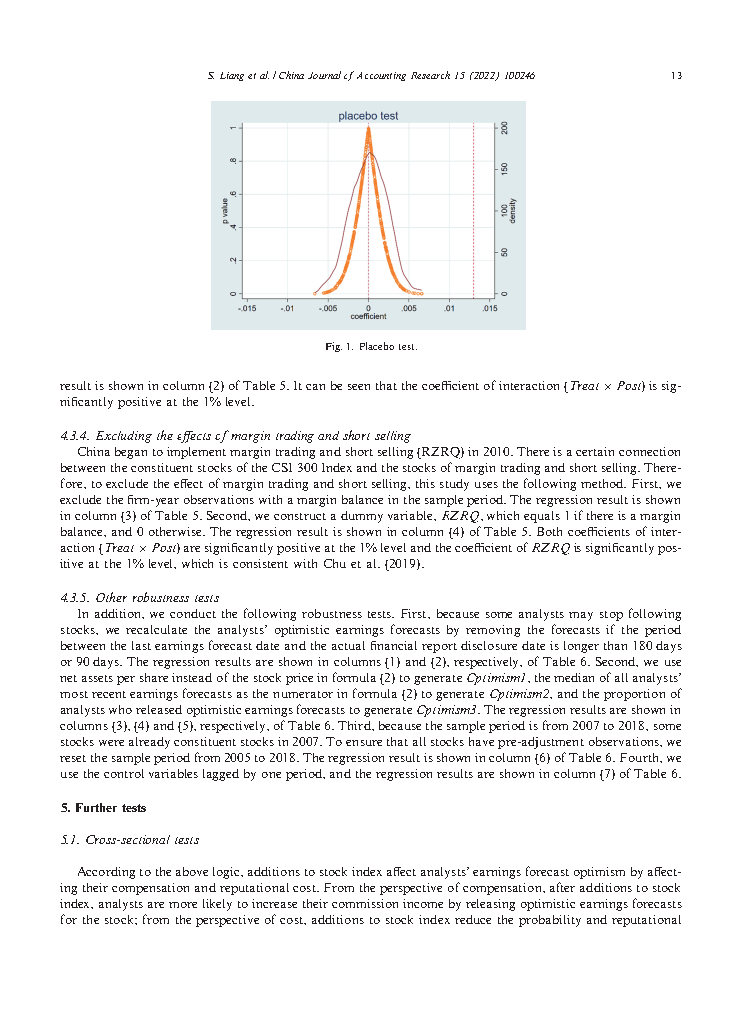 S. Liang et al. / China Journal of Accounting Research 15 (2022) 100246 13
placebo test
1
.8
.6
.4
.2
0
p value
200
150
100
50
0
density
-.015 -.01 -.005 0 .005 .01 .015
coefficient
Fig. 1. Placebo test.
result is shown in column (2) of Table 5. It can be seen that the coefficient of interaction (Treat × Post) is sig-
nificantly positive at the 1% level.
4.3.4. Excluding the effects of margin trading and short selling
China began to implement margin trading and short selling (RZRQ) in 2010. There is a certain connection
between the constituent stocks of the CSI 300 Index and the stocks of margin trading and short selling. There-
fore, to exclude the effect of margin trading and short selling, this study uses the following method. First, we
exclude the firm-year observations with a margin balance in the sample period. The regression result is shown
in column (3) of Table 5. Second, we construct a dummy variable, RZRQ, which equals 1 if there is a margin
balance, and 0 otherwise. The regression result is shown in column (4) of Table 5. Both coefficients of inter-
action (Treat × Post) are significantly positive at the 1% level and the coefficient of RZRQ is significantly pos-
itive at the 1% level, which is consistent with Chu et al. (2019).
4.3.5. Other robustness tests
In addition, we conduct the following robustness tests. First, because some analysts may stop following
stocks, we recalculate the analysts' optimistic earnings forecasts by removing the forecasts if the period
between the last earnings forecast date and the actual financial report disclosure date is longer than 180 days
or 90 days. The regression results are shown in columns (1) and (2), respectively, of Table 6. Second, we use
net assets per share instead of the stock price in formula (2) to generate Optimism1, the median of all analysts'
most recent earnings forecasts as the numerator in formula (2) to generate Optimism2, and the proportion of
analysts who released optimistic earnings forecasts to generate Optimism3. The regression results are shown in
columns (3), (4) and (5), respectively, of Table 6. Third, because the sample period is from 2007 to 2018, some
stocks were already constituent stocks in 2007. To ensure that all stocks have pre-adjustment observations, we
reset the sample period from 2005 to 2018. The regression result is shown in column (6) of Table 6. Fourth, we
use the control variables lagged by one period, and the regression results are shown in column (7) of Table 6.
5. Further tests
5.1. Cross-sectional tests
According to the above logic, additions to stock index affect analysts' earnings forecast optimism by affect-
ing their compensation and reputational cost. From the perspective of compensation, after additions to stock
index, analysts are more likely to increase their commission income by releasing optimistic earnings forecasts
for the stock; from the perspective of cost, additions to stock index reduce the probability and reputational